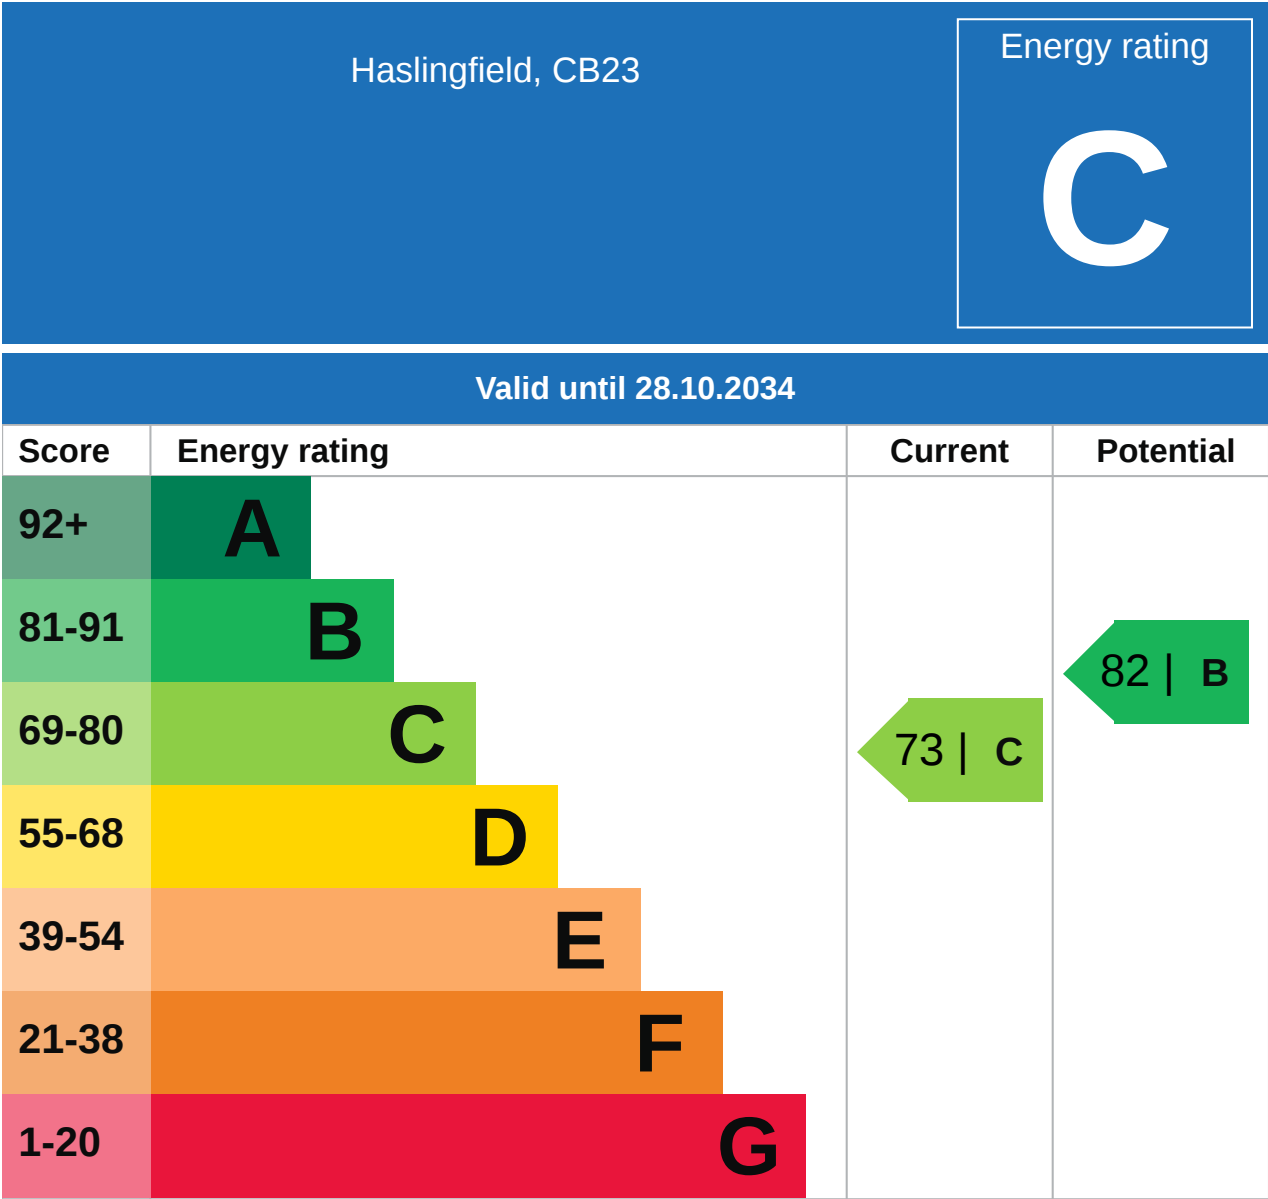 Haslingfield, CB23
Energy rating
C
Valid until 28.10.2034
Score Energy rating Current Potential
92+ A
81-91 B
82 | B
69-80 C
73 | C
55-68 D
39-54 E
21-38 F
1-20 G